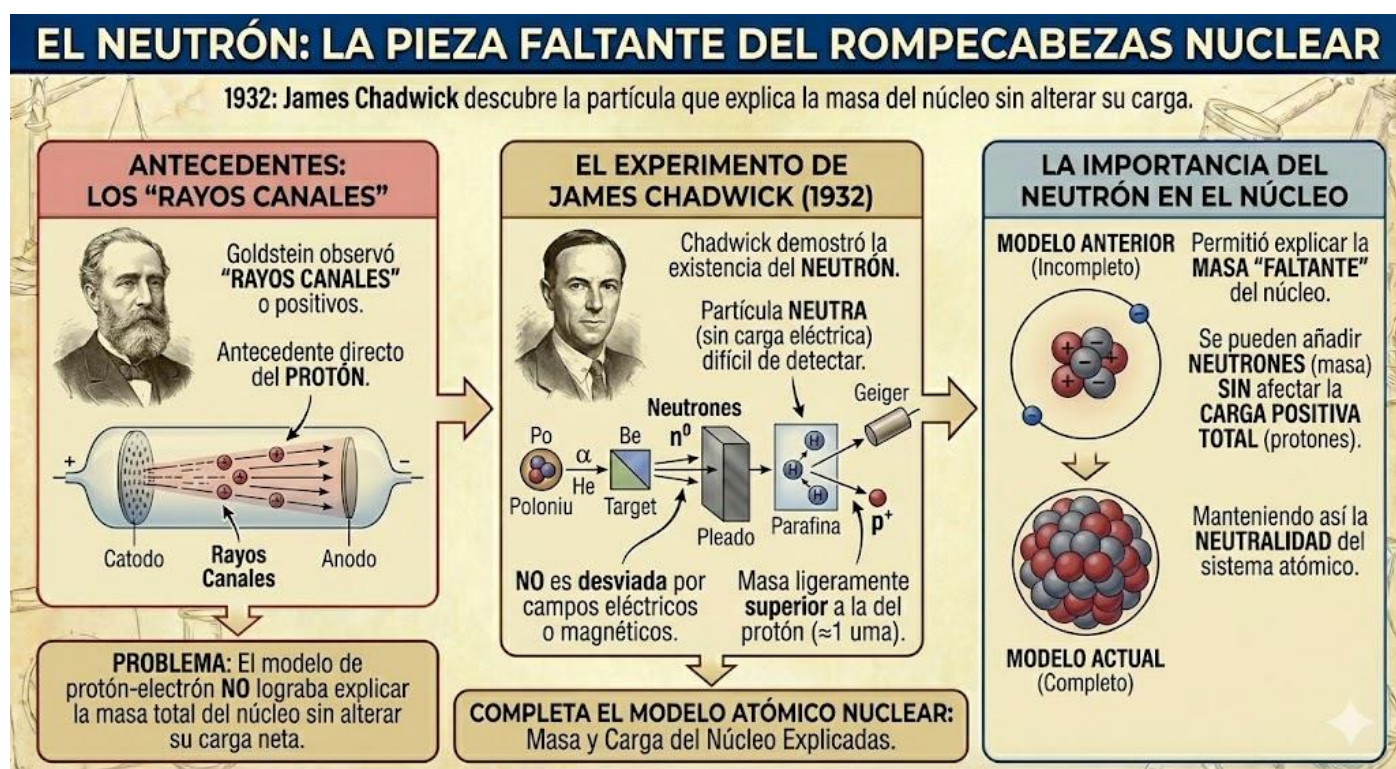 EL NEUTRÓN: LA PIEZA FALTANTE DEL ROMPECABEZAS NUCLEAR
1932: James Chadwick descubre la partícula que explica la masa del núcleo sin alterar su carga.
ANTECEDENTES:
LOS “RAYOS CANALES”
Goldstein observó
“RAYOS CANALES”
o positivos.
Antecedente directo
del PROTÓN.
+
−
+
+
+
+
+
Catodo
Rayos
Canales
Anodo
PROBLEMA: El modelo de
protón-electrón NO lograba explicar
la masa total del núcleo sin alterar
su carga neta.
EL EXPERIMENTO DE
JAMES CHADWICK (1932)
Chadwick demostró la
existencia del NEUTRÓN.
Partícula NEUTRA
(sin carga eléctrica)
difícil de detectar.
Geiger
Neutrones
n⁰
Po
α
He
Be
Poloniu
Target
Pleado
H
H
H
Parafina
p⁺
NO es desviada por
campos eléctricos
o magnéticos.
Masa ligeramente
superior a la del
protón (≈1 uma).
COMPLETA EL MODELO ATÓMICO NUCLEAR:
Masa y Carga del Núcleo Explicadas.
LA IMPORTANCIA DEL
NEUTRÓN EN EL NÚCLEO
MODELO ANTERIOR
(Incompleto)
−
+
−
−
+
+
−
−
MODELO ACTUAL
(Completo)
Permitió explicar la
MASA “FALTANTE”
del núcleo.
Se pueden añadir
NEUTRONES (masa)
SIN afectar la
CARGA POSITIVA
TOTAL (protones).
Manteniendo así la
NEUTRALIDAD del
sistema atómico.